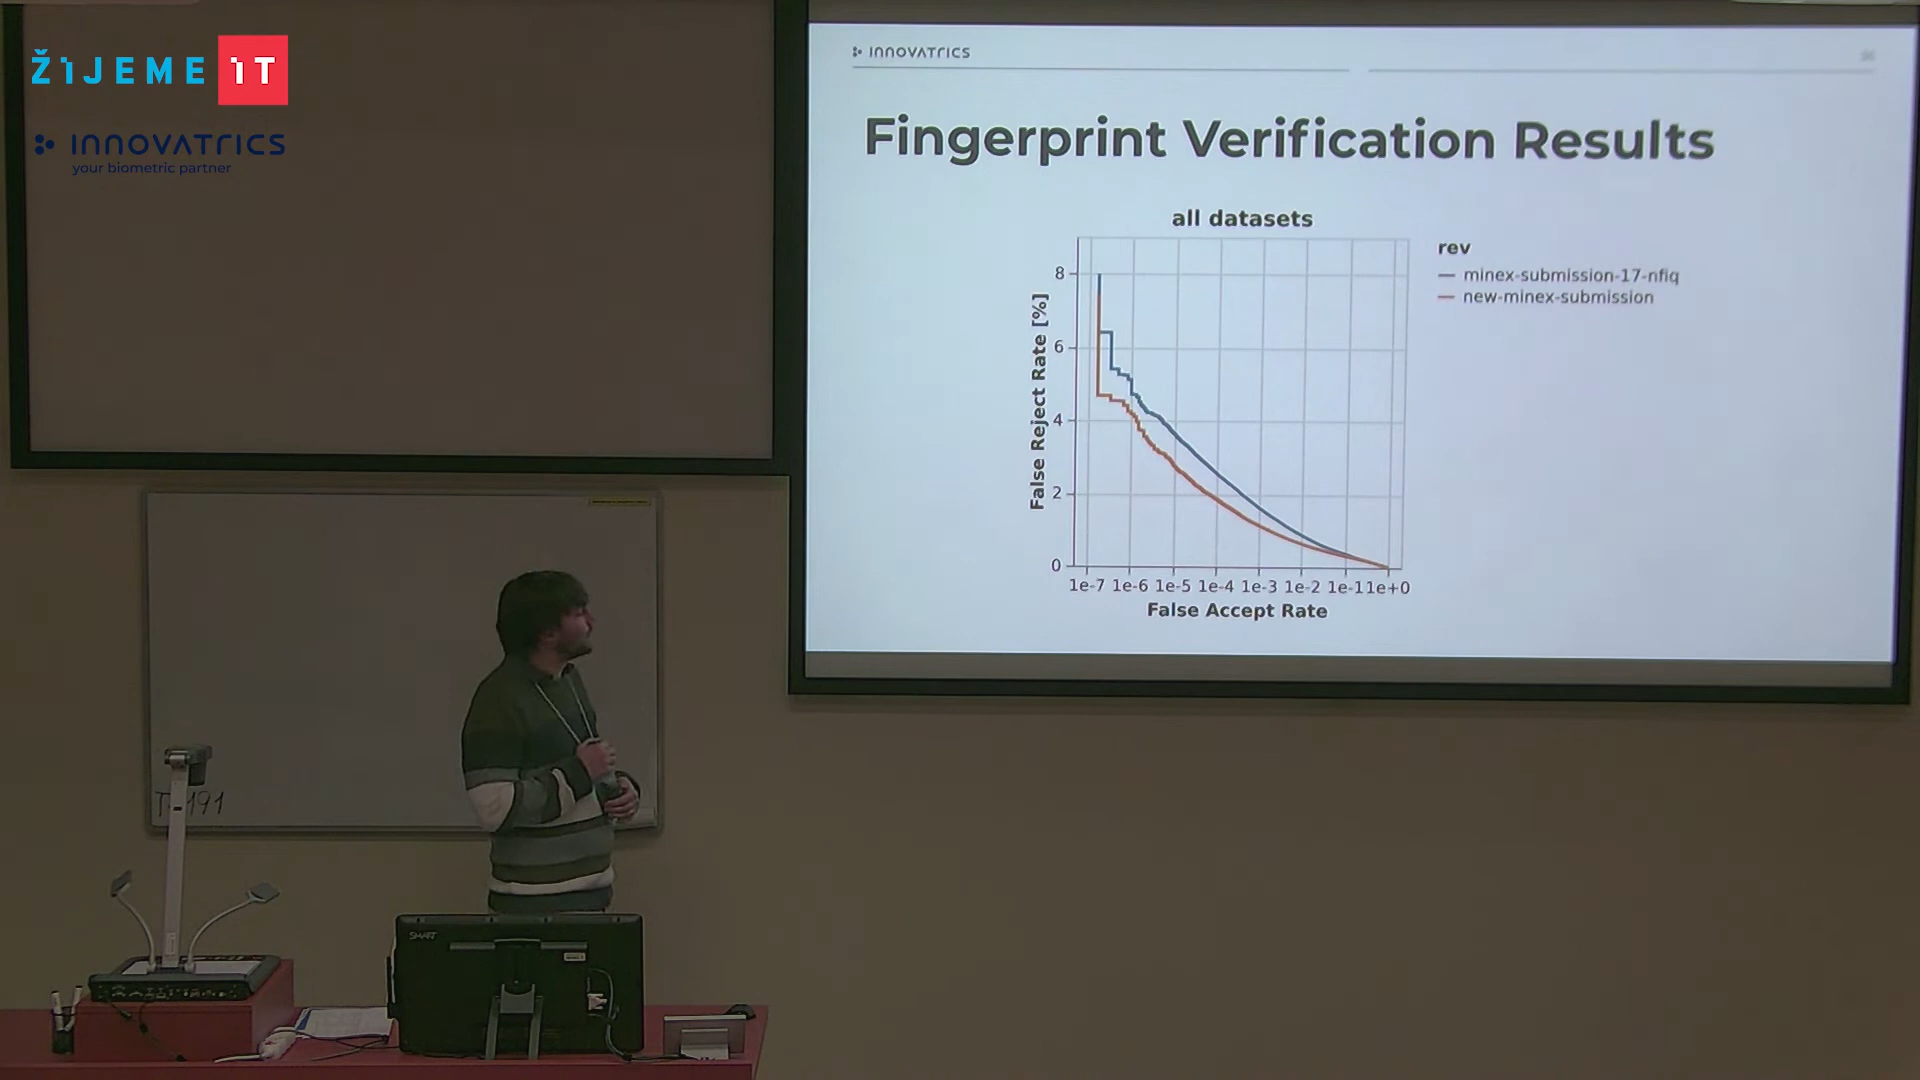 ŽIJEME IT
INNOVATRICS
your biometric partner
INNOVATRICS
Fingerprint Verification Results
all datasets
rev
minex-submission-17-nfiq
new-minex-submission
False Reject Rate [%]
8
6
4
2
0
1e-7 1e-6 1e-5 1e-4 1e-3 1e-2 1e-1 1e+0
False Accept Rate
SMART